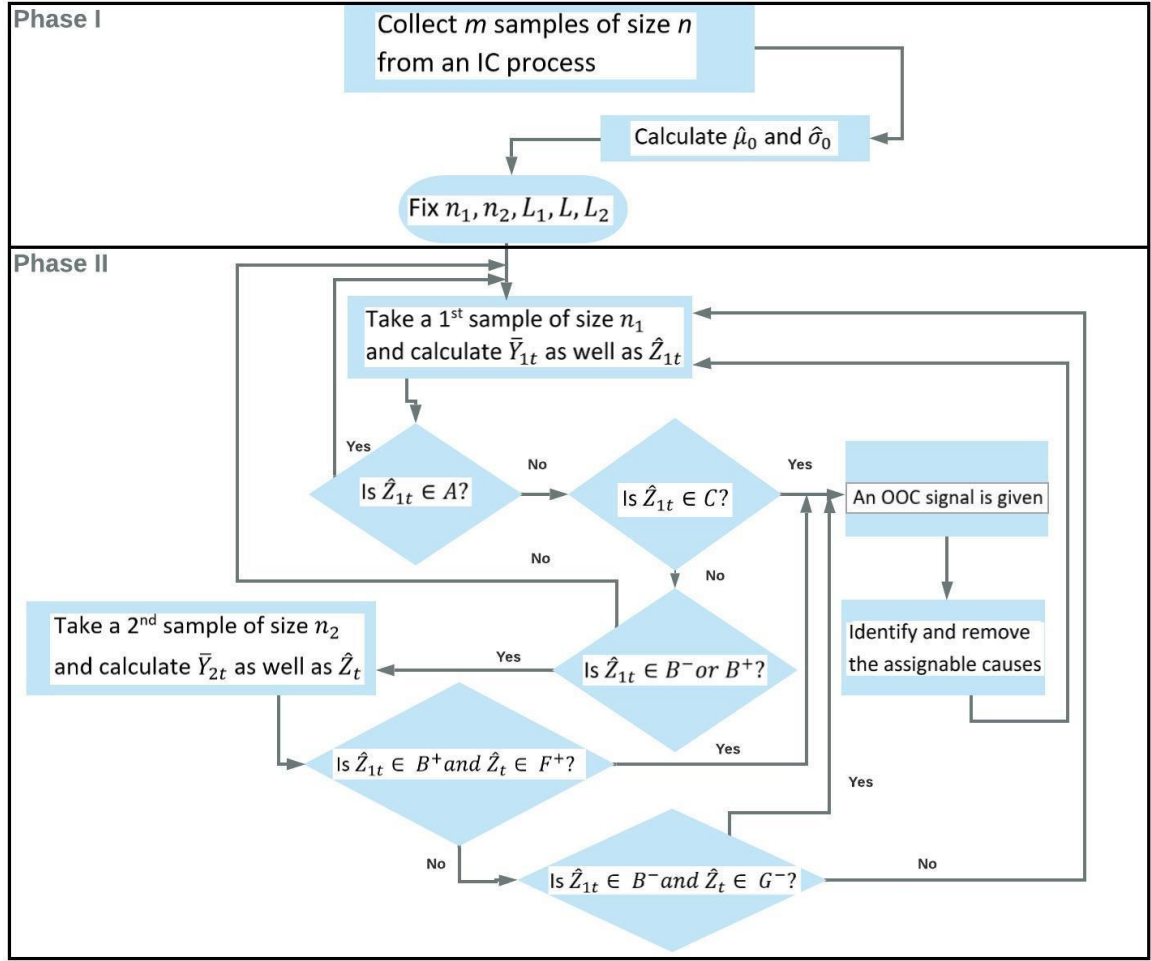 Phase I
Collect m samples of size n
from an IC process
Calculate μ̂₀ and σ̂₀
Fix n₁, n₂, L₁, L, L₂
Phase II
Take a 1ˢᵗ sample of size n₁
and calculate Ȳ₁ₜ as well as Ẑ₁ₜ
Yes
Is Ẑ₁ₜ ∈ A?
No
Is Ẑ₁ₜ ∈ C?
Yes
An OOC signal is given
No
No
Take a 2ⁿᵈ sample of size n₂
and calculate Ȳ₂ₜ as well as Ẑₜ
Yes
Is Ẑ₁ₜ ∈ B⁻ or B⁺?
Identify and remove
the assignable causes
Is Ẑ₁ₜ ∈ B⁺ and Ẑₜ ∈ F⁺?
Yes
Yes
No
Is Ẑ₁ₜ ∈ B⁻ and Ẑₜ ∈ G⁻?
No